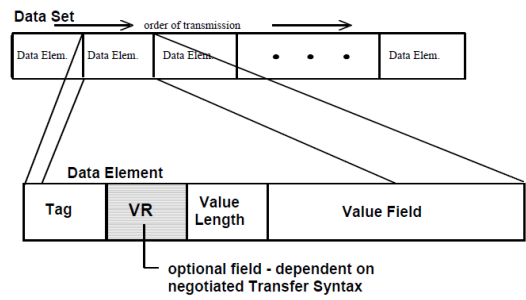 Data Set
order of transmission
Data Elem. Data Elem. Data Elem. • • • Data Elem.
Data Element
Tag VR Value Length Value Field
optional field - dependent on
negotiated Transfer Syntax